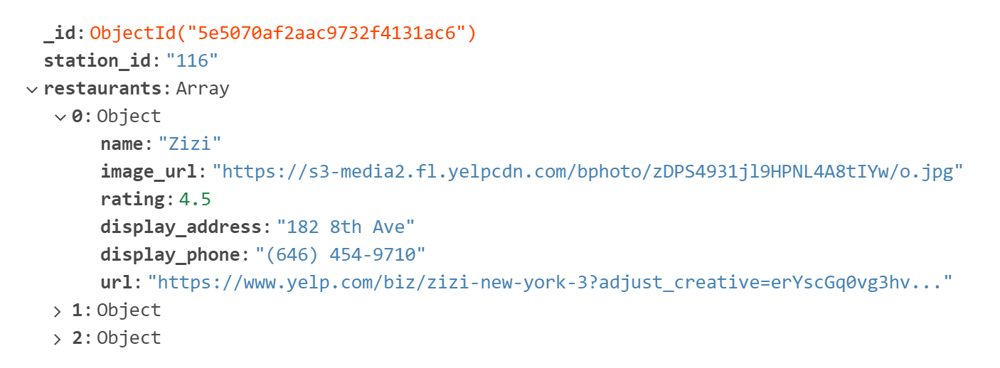 _id: ObjectId("5e5070af2aac9732f4131ac6")
station_id: "116"
restaurants: Array
0: Object
name: "Zizi"
image_url: "https://s3-media2.fl.yelpcdn.com/bphoto/zDPS4931jl9HPNL4A8tIYw/o.jpg"
rating: 4.5
display_address: "182 8th Ave"
display_phone: "(646) 454-9710"
url: "https://www.yelp.com/biz/zizi-new-york-3?adjust_creative=erYscGq0vg3hv..."
1: Object
2: Object